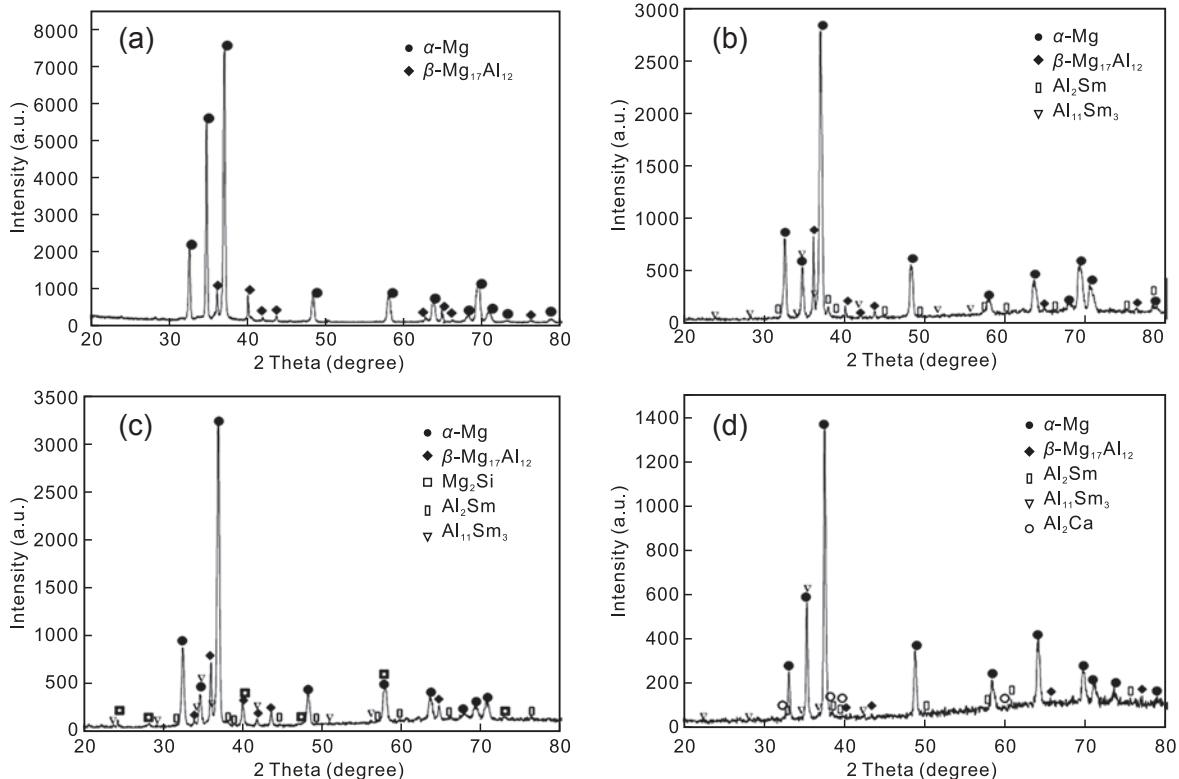 (a)
α-Mg
β-Mg₁₇Al₁₂
8000
7000
6000
5000
4000
3000
2000
1000
0
Intensity (a.u.)
20 30 40 50 60 70 80
2 Theta (degree)
(b)
α-Mg
β-Mg₁₇Al₁₂
Al₂Sm
Al₁₁Sm₃
3000
2500
2000
1500
1000
500
0
Intensity (a.u.)
20 30 40 50 60 70 80
2 Theta (degree)
(c)
α-Mg
β-Mg₁₇Al₁₂
Mg₂Si
Al₂Sm
Al₁₁Sm₃
3500
3000
2500
2000
1500
1000
500
0
Intensity (a.u.)
20 30 40 50 60 70 80
2 Theta (degree)
(d)
α-Mg
β-Mg₁₇Al₁₂
Al₂Sm
Al₁₁Sm₃
Al₂Ca
1400
1200
1000
800
600
400
200
0
Intensity (a.u.)
20 30 40 50 60 70 80
2 Theta (degree)